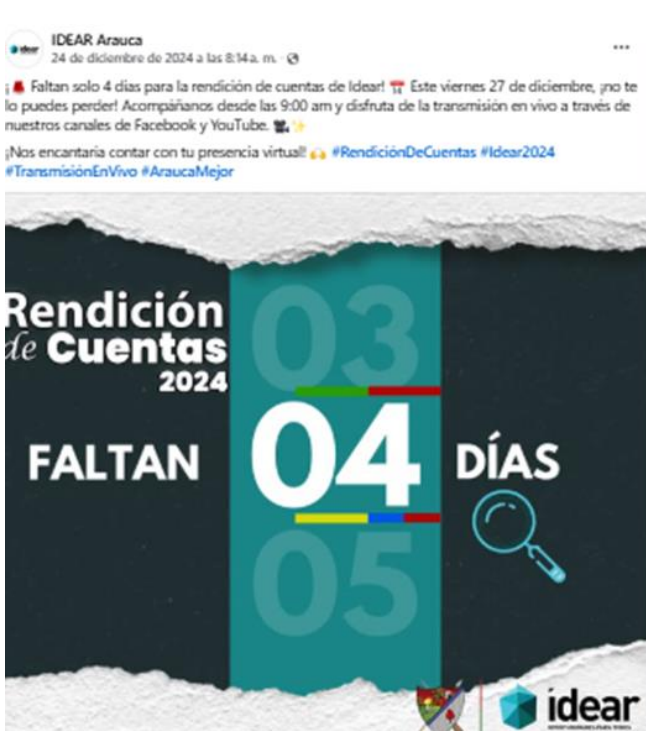 IDEAR Arauca
24 de diciembre de 2024 a las 8:14 a. m.
¡ Faltan solo 4 días para la rendición de cuentas de Idear! 📅 Este viernes 27 de diciembre, ¡no te
lo puedes perder! Acompáñanos desde las 9:00 am y disfruta de la transmisión en vivo a través de
nuestros canales de Facebook y YouTube. 🎥✨
¡Nos encantaría contar con tu presencia virtual! 🙌 #RendiciónDeCuentas #Idear2024
#TransmisiónEnVivo #AraucaMejor
Rendición
de Cuentas
2024
03
FALTAN 04 DÍAS
05
idear